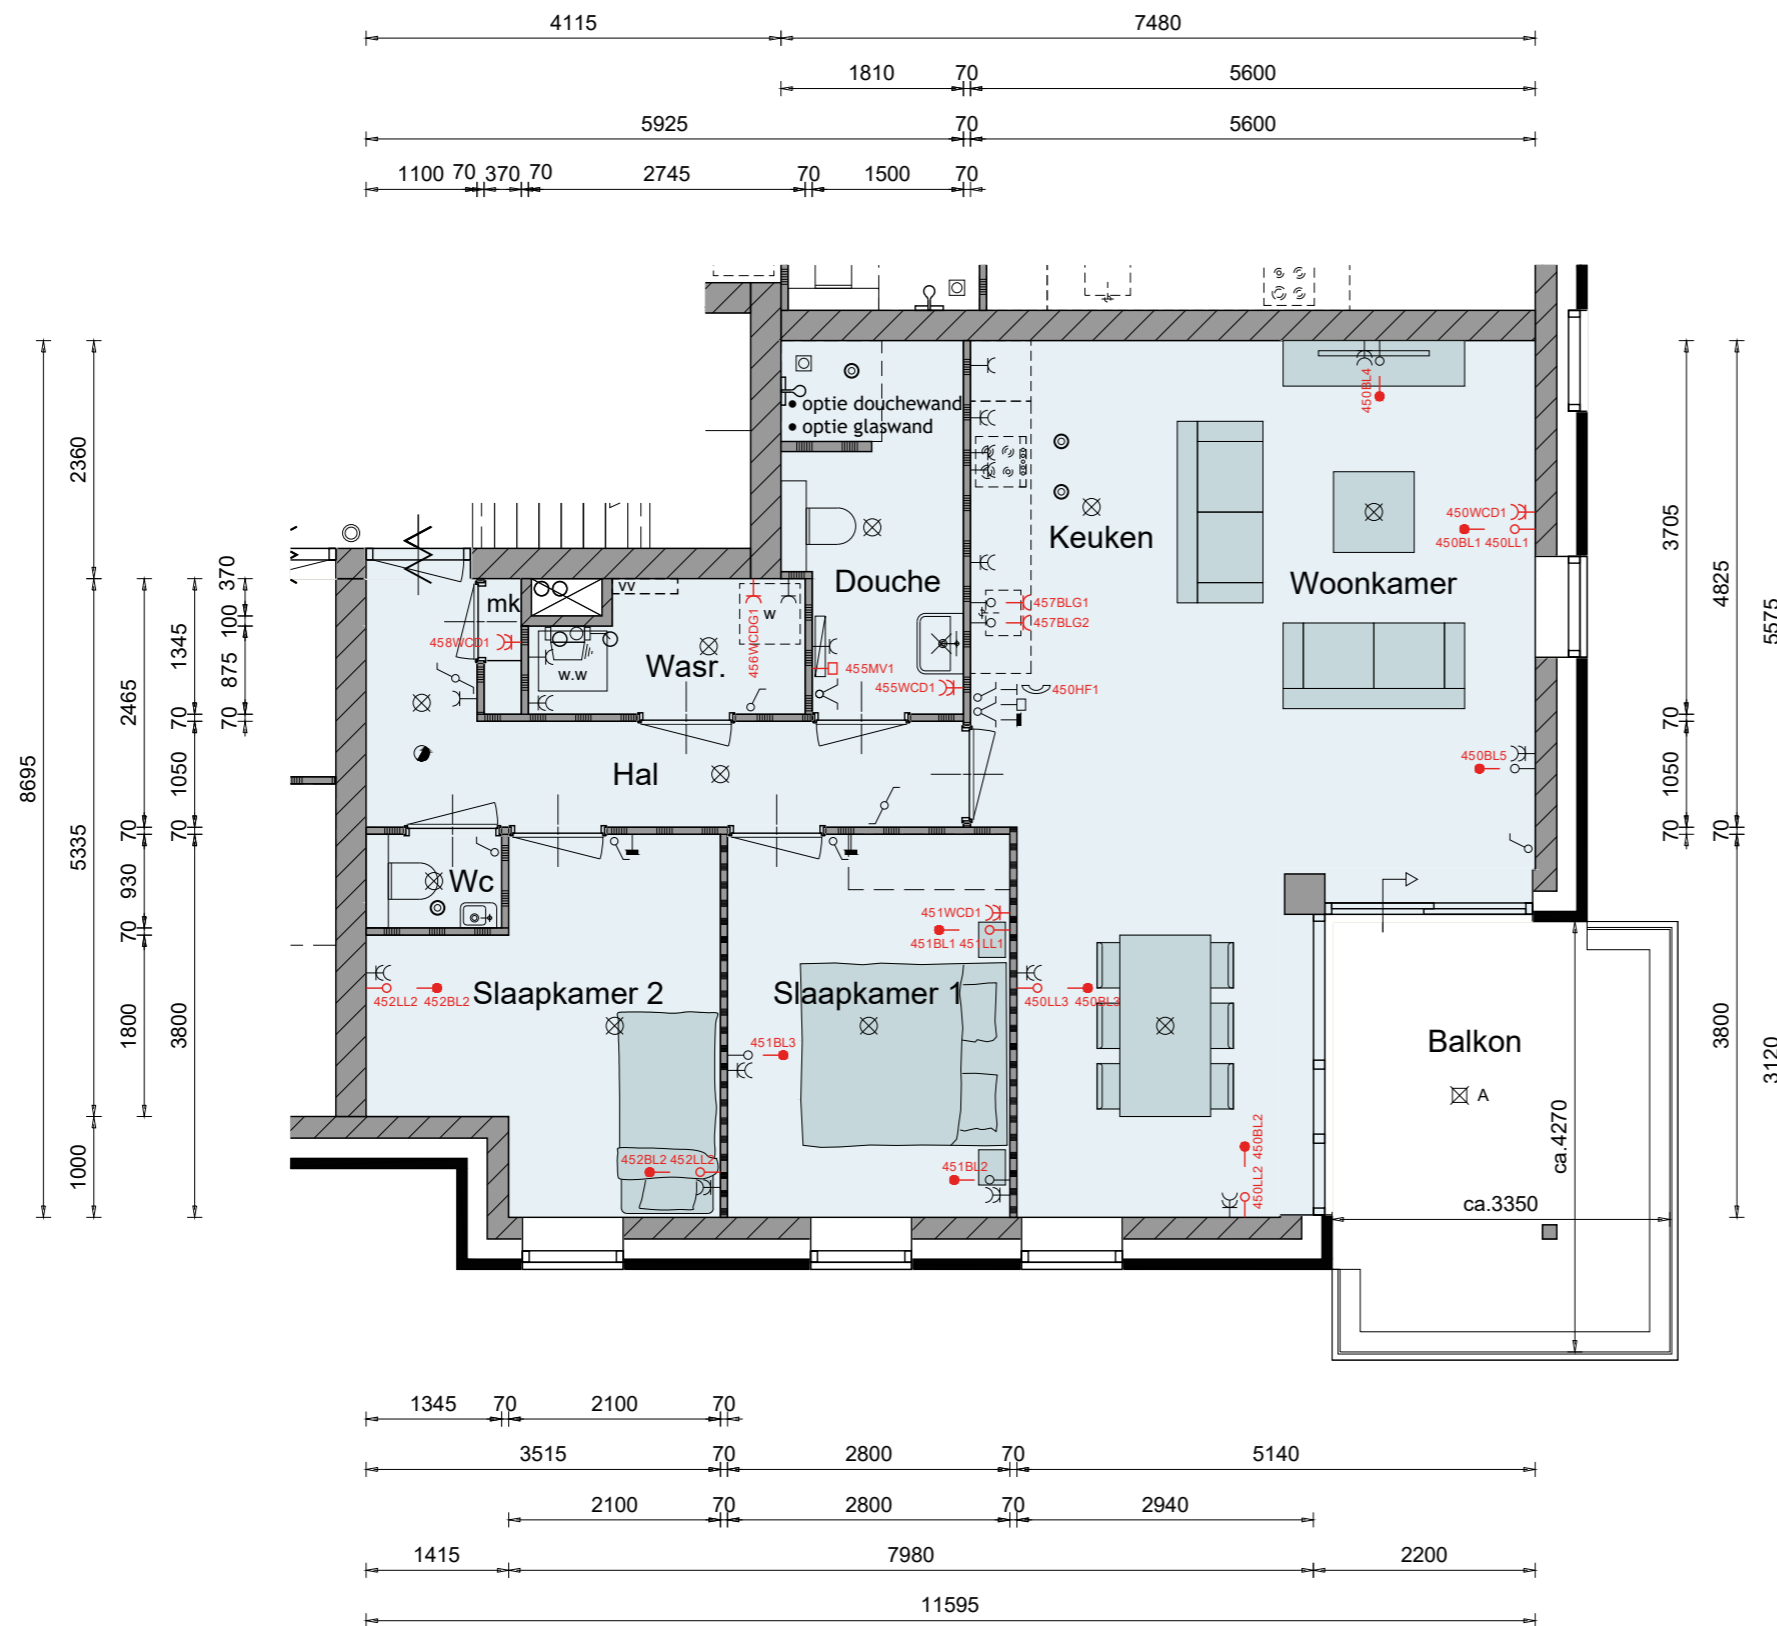 4115 7480
1810 70 5600
5925 70 5600
1100 70 370 70 2745 70 1500 70
8695
2360
5335
1000
2465
70
930
70
1800
1345
70
1050
70
3800
370
100
875
70
• optie douchewand
• optie glaswand
450BL4
Keuken
450WCD1
450BL1 450LL1
Woonkamer
Douche
mk
vv
w
457BLG1
457BLG2
458WCD1
456WCDG1
Wasr.
w.w
455MV1
455WCD1
450HF1
450BL5
Hal
Wc
451WCD1
451BL1 451LL1
452LL2 452BL2
Slaapkamer 2
Slaapkamer 1
450LL3 450BL3
451BL3
Balkon
A
452BL2 452LL2
451BL2
450LL2 450BL2
ca.4270
ca.3350
3705
70
1050
70
4825
70
3800
5575
3120
1345 70 2100 70
3515 70 2800 70 5140
2100 70 2800 70 2940
1415 7980 2200
11595